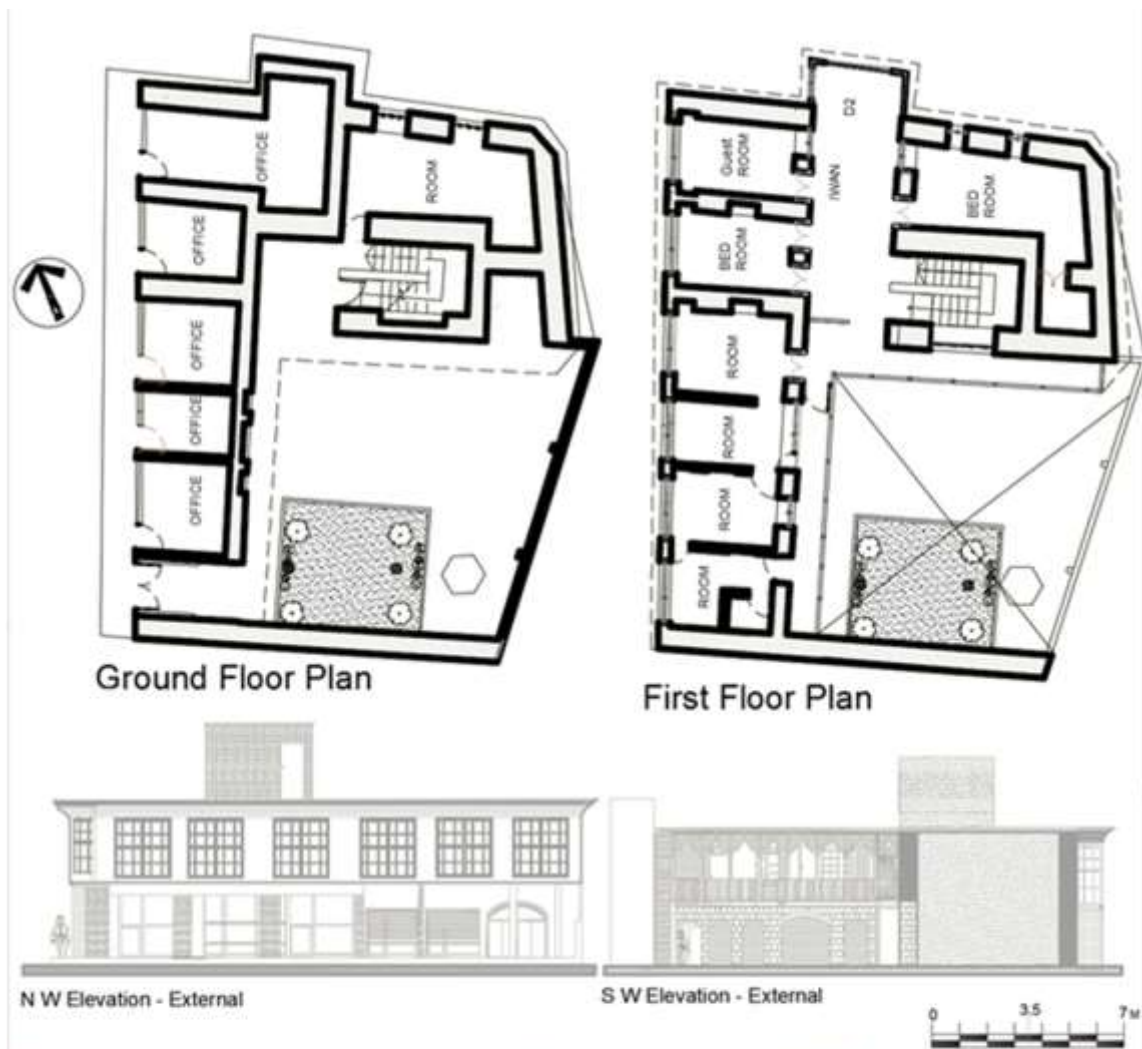 OFFICE
ROOM
OFFICE
OFFICE
OFFICE
OFFICE
Ground Floor Plan
D2
Guest
ROOM
IWAN
BED
ROOM
BED
ROOM
ROOM
ROOM
ROOM
ROOM
First Floor Plan
N W Elevation - External
S W Elevation - External
0 3.5 7 M